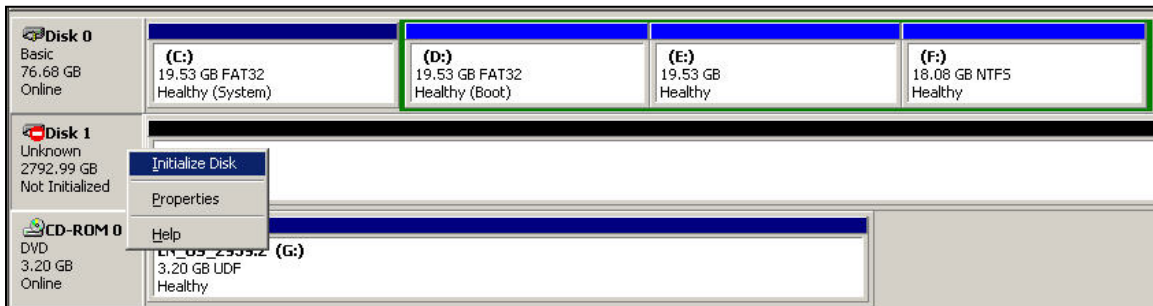 Disk 0
Basic
76.68 GB
Online
(C:)
19.53 GB FAT32
Healthy (System)
(D:)
19.53 GB FAT32
Healthy (Boot)
(E:)
19.53 GB
Healthy
(F:)
18.08 GB NTFS
Healthy
Disk 1
Unknown
2792.99 GB
Not Initialized
Initialize Disk
Properties
Help
CD-ROM 0
DVD
3.20 GB
Online
(G:)
3.20 GB UDF
Healthy